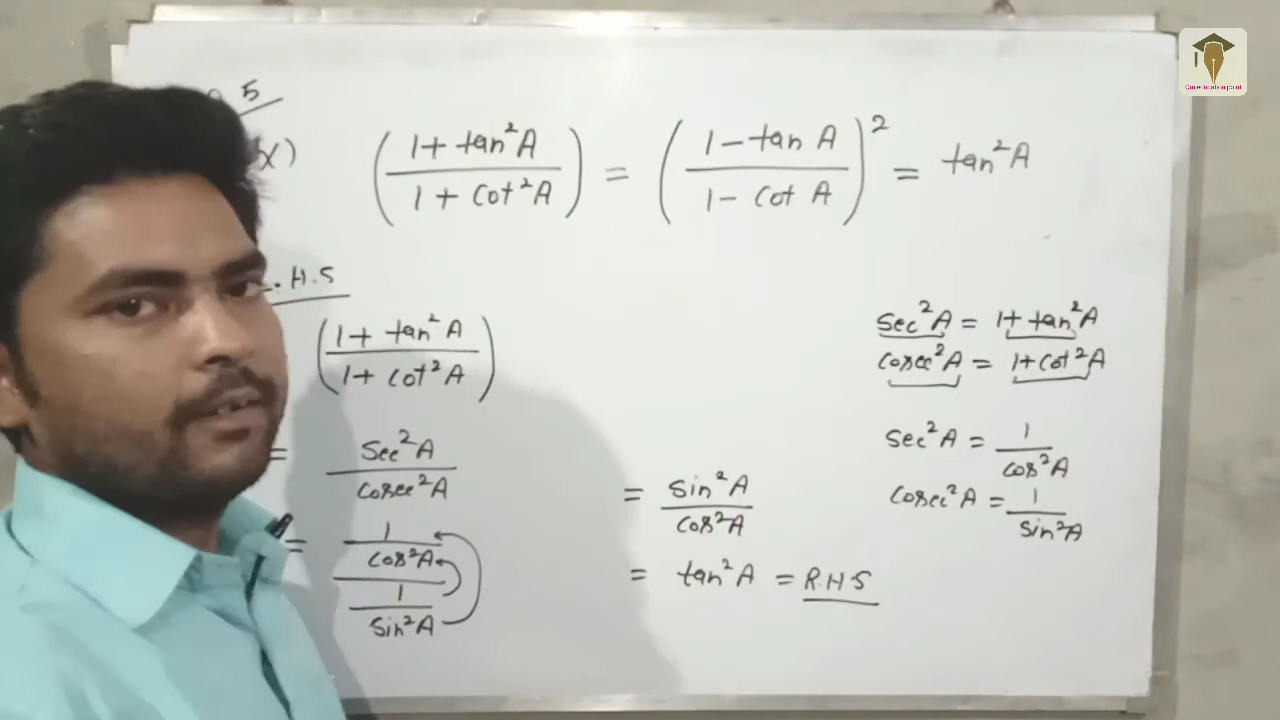 5
x)
(1 + tan²A / 1 + cot²A) = (1 - tan A / 1 - cot A)² = tan²A
. H.S
(1 + tan²A / 1 + cot²A)
= sec²A / cosec²A
= 1 / cos²A / 1 / sin²A
= sin²A / cos²A
= tan²A = R.H.S
sec²A = 1 + tan²A
cosec²A = 1 + cot²A
sec²A = 1 / cos²A
cosec²A = 1 / sin²A